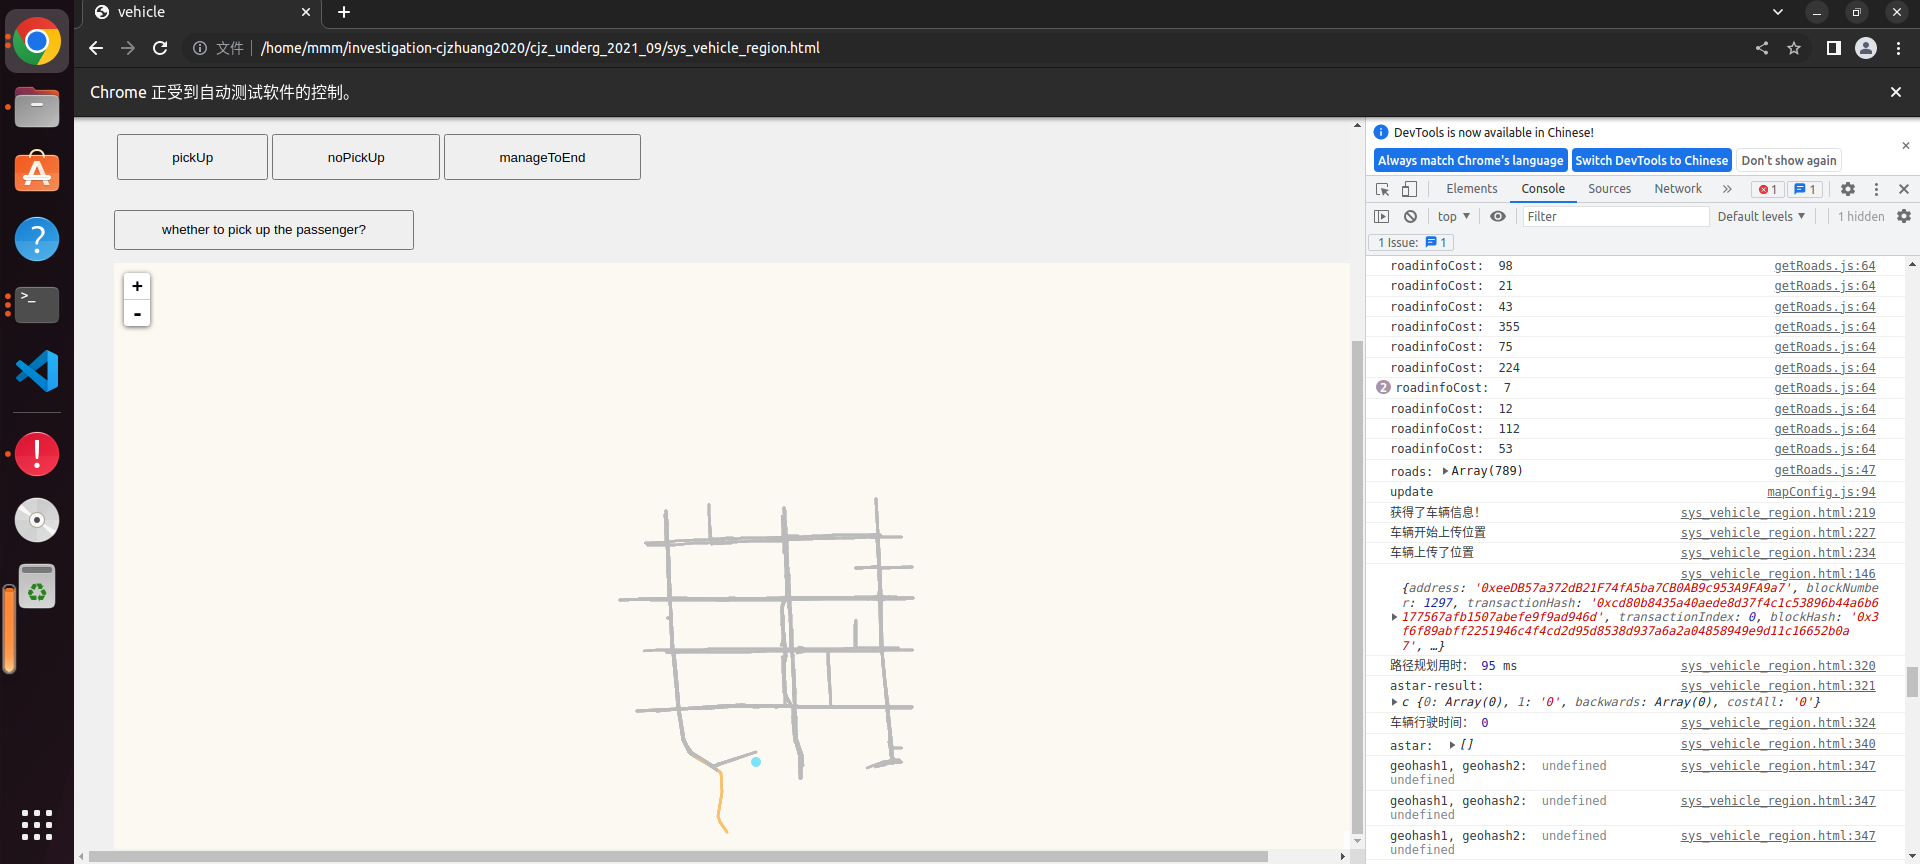 vehicle
文件 /home/mmm/investigation-cjzhuang2020/cjz_underg_2021_09/sys_vehicle_region.html
Chrome 正受到自动测试软件的控制。
pickUp noPickUp manageToEnd
whether to pick up the passenger?
+
-
DevTools is now available in Chinese!
Always match Chrome's language Switch DevTools to Chinese Don't show again
Elements Console Sources Network » 1 1
top Filter Default levels 1 hidden
1 Issue: 1
roadinfoCost: 98 getRoads.js:64
roadinfoCost: 21 getRoads.js:64
roadinfoCost: 43 getRoads.js:64
roadinfoCost: 355 getRoads.js:64
roadinfoCost: 75 getRoads.js:64
roadinfoCost: 224 getRoads.js:64
2 roadinfoCost: 7 getRoads.js:64
roadinfoCost: 12 getRoads.js:64
roadinfoCost: 112 getRoads.js:64
roadinfoCost: 53 getRoads.js:64
roads: Array(789) getRoads.js:47
update mapConfig.js:94
获得了车辆信息! sys_vehicle_region.html:219
车辆开始上传位置 sys_vehicle_region.html:227
车辆上传了位置 sys_vehicle_region.html:234
sys_vehicle_region.html:146
{address: '0xeeDB57a372dB21F74fA5ba7CB0AB9c953A9FA9a7', blockNumbe
r: 1297, transactionHash: '0xcd80b8435a40aede8d37f4c1c53896b44a6b6
177567afb1507abefe9f9ad946d', transactionIndex: 0, blockHash: '0x3
f6f89abff2251946c4f4cd2d95d8538d937a6a2a04858949e9d11c16652b0a
7', …}
路径规划用时: 95 ms sys_vehicle_region.html:320
astar-result: sys_vehicle_region.html:321
c {0: Array(0), 1: '0', backwards: Array(0), costAll: '0'}
车辆行驶时间: 0 sys_vehicle_region.html:324
astar: [] sys_vehicle_region.html:340
geohash1, geohash2: undefined sys_vehicle_region.html:347
undefined
geohash1, geohash2: undefined sys_vehicle_region.html:347
undefined
geohash1, geohash2: undefined sys_vehicle_region.html:347
undefined